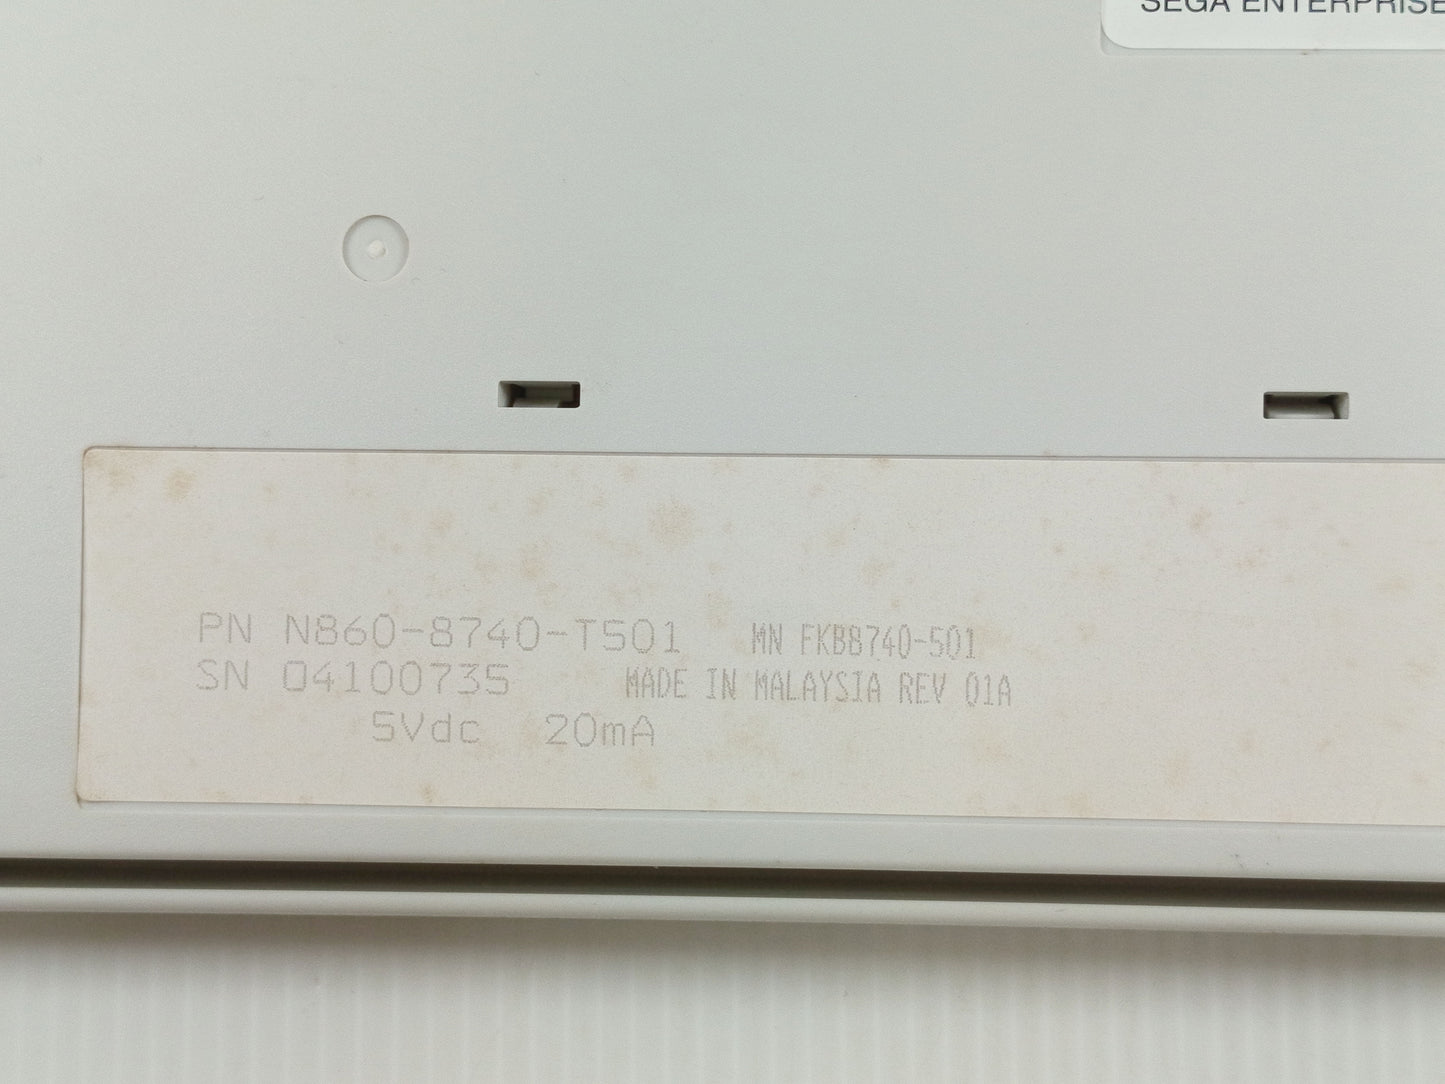 SEGA ENTERPRISE
PN N860-8740-T501 MN FKB8740-501
SN 04100735 MADE IN MALAYSIA REV 01A
5Vdc 20mA